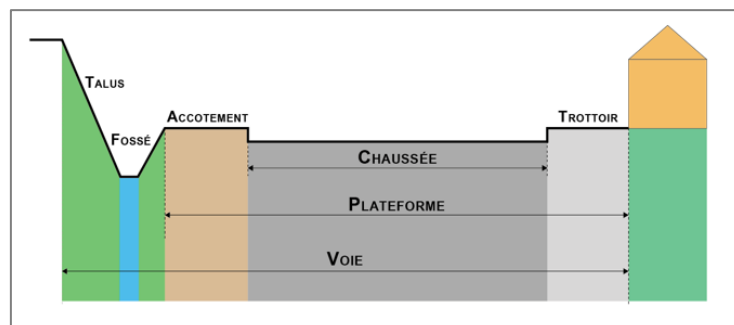 TALUS
ACCOTEMENT
TROTTOIR
FOSSÉ
CHAUSSÉE
PLATEFORME
VOIE